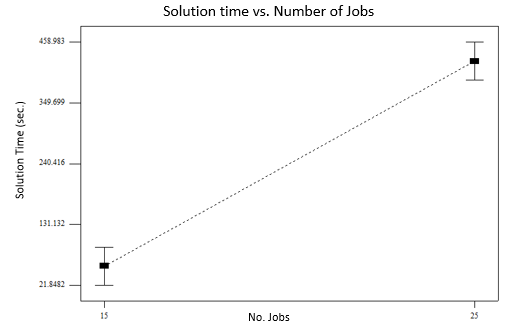 Solution time vs. Number of Jobs
458.983
349.699
240.416
131.132
21.8482
Solution Time (sec.)
15
No. Jobs
25